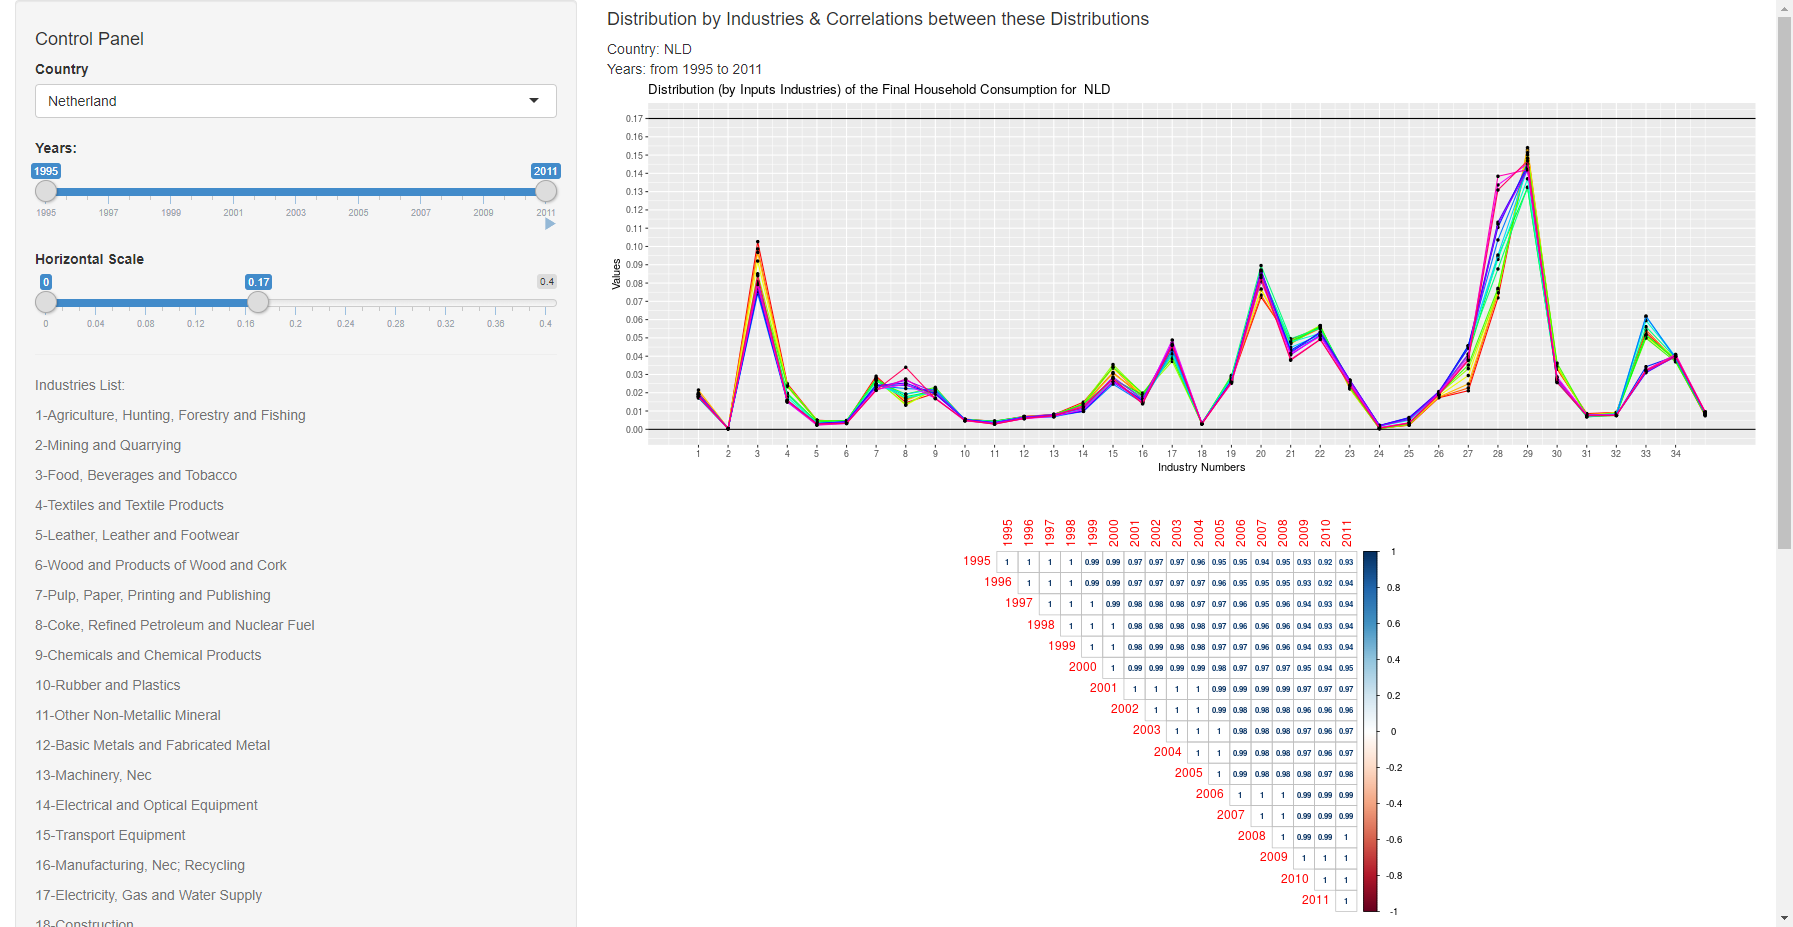 Control Panel
Country
Netherland
Years:
1995 2011
1995 1997 1999 2001 2003 2005 2007 2009 2011
Horizontal Scale
0 0.17 0.4
0 0.04 0.08 0.12 0.16 0.2 0.24 0.28 0.32 0.36 0.4
Industries List:
1-Agriculture, Hunting, Forestry and Fishing
2-Mining and Quarrying
3-Food, Beverages and Tobacco
4-Textiles and Textile Products
5-Leather, Leather and Footwear
6-Wood and Products of Wood and Cork
7-Pulp, Paper, Printing and Publishing
8-Coke, Refined Petroleum and Nuclear Fuel
9-Chemicals and Chemical Products
10-Rubber and Plastics
11-Other Non-Metallic Mineral
12-Basic Metals and Fabricated Metal
13-Machinery, Nec
14-Electrical and Optical Equipment
15-Transport Equipment
16-Manufacturing, Nec; Recycling
17-Electricity, Gas and Water Supply
18-Construction
Distribution by Industries & Correlations between these Distributions
Country: NLD
Years: from 1995 to 2011
Distribution (by Inputs Industries) of the Final Household Consumption for NLD
0.17
0.16
0.15
0.14
0.13
0.12
0.11
0.10
0.09
0.08
0.07
0.06
0.05
0.04
0.03
0.02
0.01
0.00
Values
1 2 3 4 5 6 7 8 9 10 11 12 13 14 15 16 17 18 19 20 21 22 23 24 25 26 27 28 29 30 31 32 33 34
Industry Numbers
1995 1996 1997 1998 1999 2000 2001 2002 2003 2004 2005 2006 2007 2008 2009 2010 2011
1995 1 1 1 1 0.99 0.99 0.97 0.97 0.97 0.96 0.95 0.95 0.94 0.95 0.93 0.92 0.93
1996 1 1 1 0.99 0.99 0.97 0.97 0.97 0.97 0.96 0.95 0.95 0.95 0.93 0.92 0.94
1997 1 1 1 0.99 0.98 0.98 0.98 0.97 0.97 0.96 0.95 0.96 0.94 0.93 0.94
1998 1 1 1 0.98 0.98 0.98 0.98 0.97 0.96 0.96 0.96 0.94 0.93 0.94
1999 1 1 0.98 0.99 0.98 0.98 0.97 0.97 0.96 0.96 0.94 0.93 0.94
2000 1 0.99 0.99 0.99 0.99 0.98 0.97 0.97 0.97 0.95 0.94 0.95
2001 1 1 1 1 0.99 0.99 0.99 0.99 0.97 0.97 0.97
2002 1 1 1 0.99 0.98 0.98 0.98 0.96 0.96 0.96
2003 1 1 1 0.98 0.98 0.98 0.97 0.96 0.97
2004 1 1 0.99 0.98 0.98 0.97 0.96 0.97
2005 1 0.99 0.98 0.98 0.98 0.97 0.98
2006 1 1 1 0.99 0.99 0.99
2007 1 1 0.99 0.99 0.99
2008 1 0.99 0.99 1
2009 1 1 1
2010 1 1
2011 1
1
0.8
0.6
0.4
0.2
0
-0.2
-0.4
-0.6
-0.8
-1